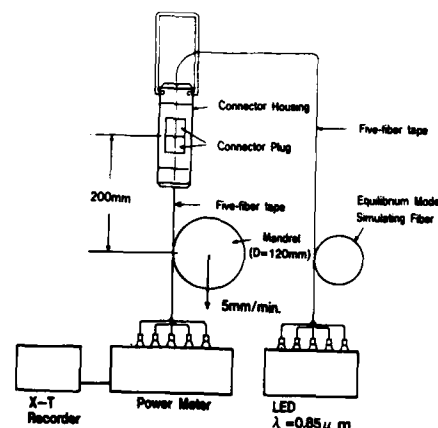 Connector Housing
Connector Plug
Five-fiber tape
200mm
Five-fiber tape
Equilibnum Mode
Simulating Fiber
Mandrel
(D=120mm)
5mm/min.
X-T
Recorder
Power Meter
LED
λ =0.85μ m